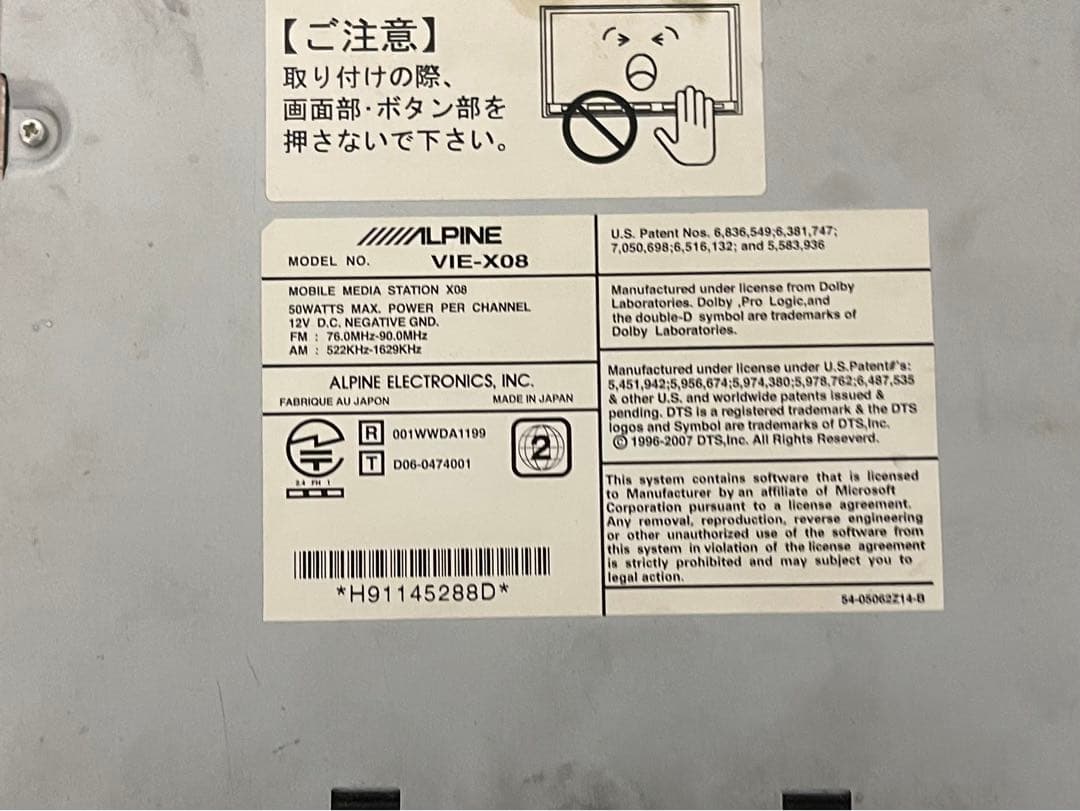 【ご注意】
取り付けの際、
画面部・ボタン部を
押さないで下さい。
ALPINE
MODEL NO. VIE-X08
MOBILE MEDIA STATION X08
50WATTS MAX. POWER PER CHANNEL
12V D.C. NEGATIVE GND.
FM : 76.0MHz-90.0MHz
AM : 522KHz-1629KHz
ALPINE ELECTRONICS, INC.
FABRIQUE AU JAPON MADE IN JAPAN
R 001WWDA1199
T D06-0474001
2
2.4 FH 1
*H91145288D*
U.S. Patent Nos. 6,836,549;6,381,747;
7,050,698;6,516,132; and 5,583,936
Manufactured under license from Dolby
Laboratories. Dolby ,Pro Logic,and
the double-D symbol are trademarks of
Dolby Laboratories.
Manufactured under license under U.S.Patent#'s:
5,451,942;5,956,674;5,974,380;5,978,762;6,487,535
& other U.S. and worldwide patents issued &
pending. DTS is a registered trademark & the DTS
logos and Symbol are trademarks of DTS,Inc.
© 1996-2007 DTS,Inc. All Rights Reseverd.
This system contains software that is licensed
to Manufacturer by an affiliate of Microsoft
Corporation pursuant to a license agreement.
Any removal, reproduction, reverse engineering
or other unauthorized use of the software from
this system in violation of the license agreement
is strictly prohibited and may subject you to
legal action.
54-05062Z14-B